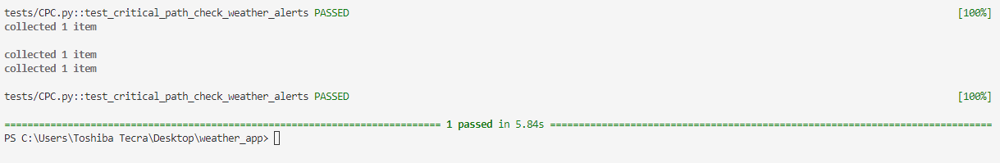 tests/CPC.py::test_critical_path_check_weather_alerts PASSED [100%]
collected 1 item
collected 1 item
collected 1 item
tests/CPC.py::test_critical_path_check_weather_alerts PASSED [100%]
============================================================================ 1 passed in 5.84s =============================================================================
PS C:\Users\Toshiba Tecra\Desktop\weather_app>